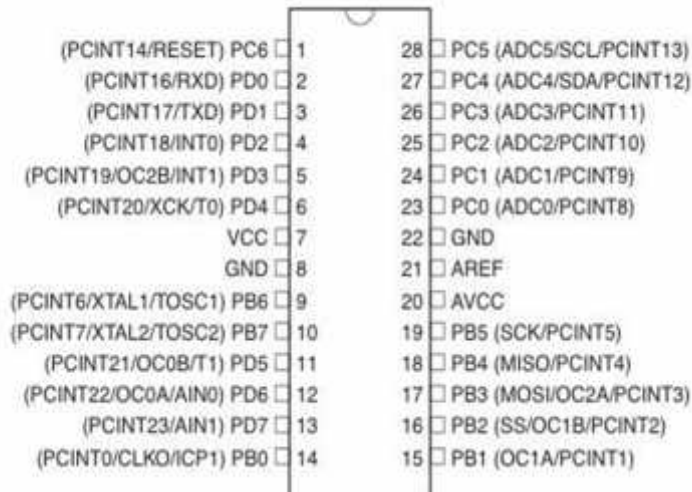 (PCINT14/RESET) PC6 1
(PCINT16/RXD) PD0 2
(PCINT17/TXD) PD1 3
(PCINT18/INT0) PD2 4
(PCINT19/OC2B/INT1) PD3 5
(PCINT20/XCK/T0) PD4 6
VCC 7
GND 8
(PCINT6/XTAL1/TOSC1) PB6 9
(PCINT7/XTAL2/TOSC2) PB7 10
(PCINT21/OC0B/T1) PD5 11
(PCINT22/OC0A/AIN0) PD6 12
(PCINT23/AIN1) PD7 13
(PCINT0/CLKO/ICP1) PB0 14
28 PC5 (ADC5/SCL/PCINT13)
27 PC4 (ADC4/SDA/PCINT12)
26 PC3 (ADC3/PCINT11)
25 PC2 (ADC2/PCINT10)
24 PC1 (ADC1/PCINT9)
23 PC0 (ADC0/PCINT8)
22 GND
21 AREF
20 AVCC
19 PB5 (SCK/PCINT5)
18 PB4 (MISO/PCINT4)
17 PB3 (MOSI/OC2A/PCINT3)
16 PB2 (SS/OC1B/PCINT2)
15 PB1 (OC1A/PCINT1)